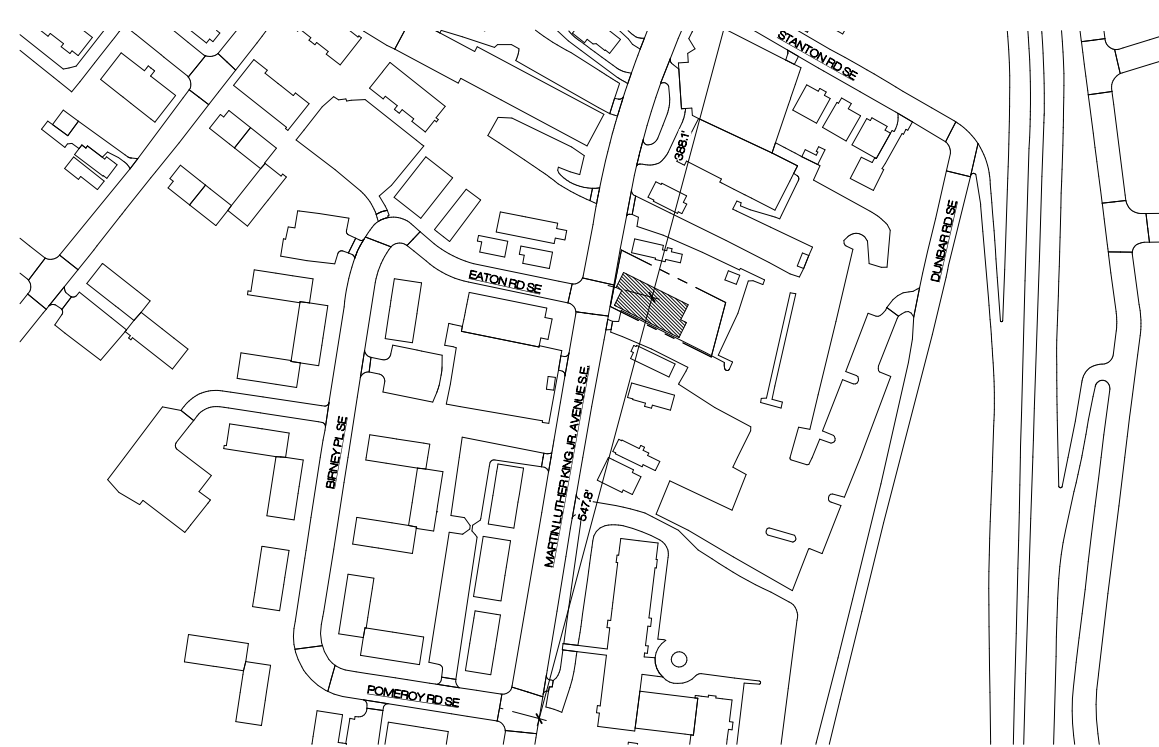 STANTON RD SE
388.1'
DUNBAR RD SE
EATON RD SE
MARTIN LUTHER KING JR. AVENUE S.E.
BIRNEY PL SE
547.8'
POMEROY RD SE